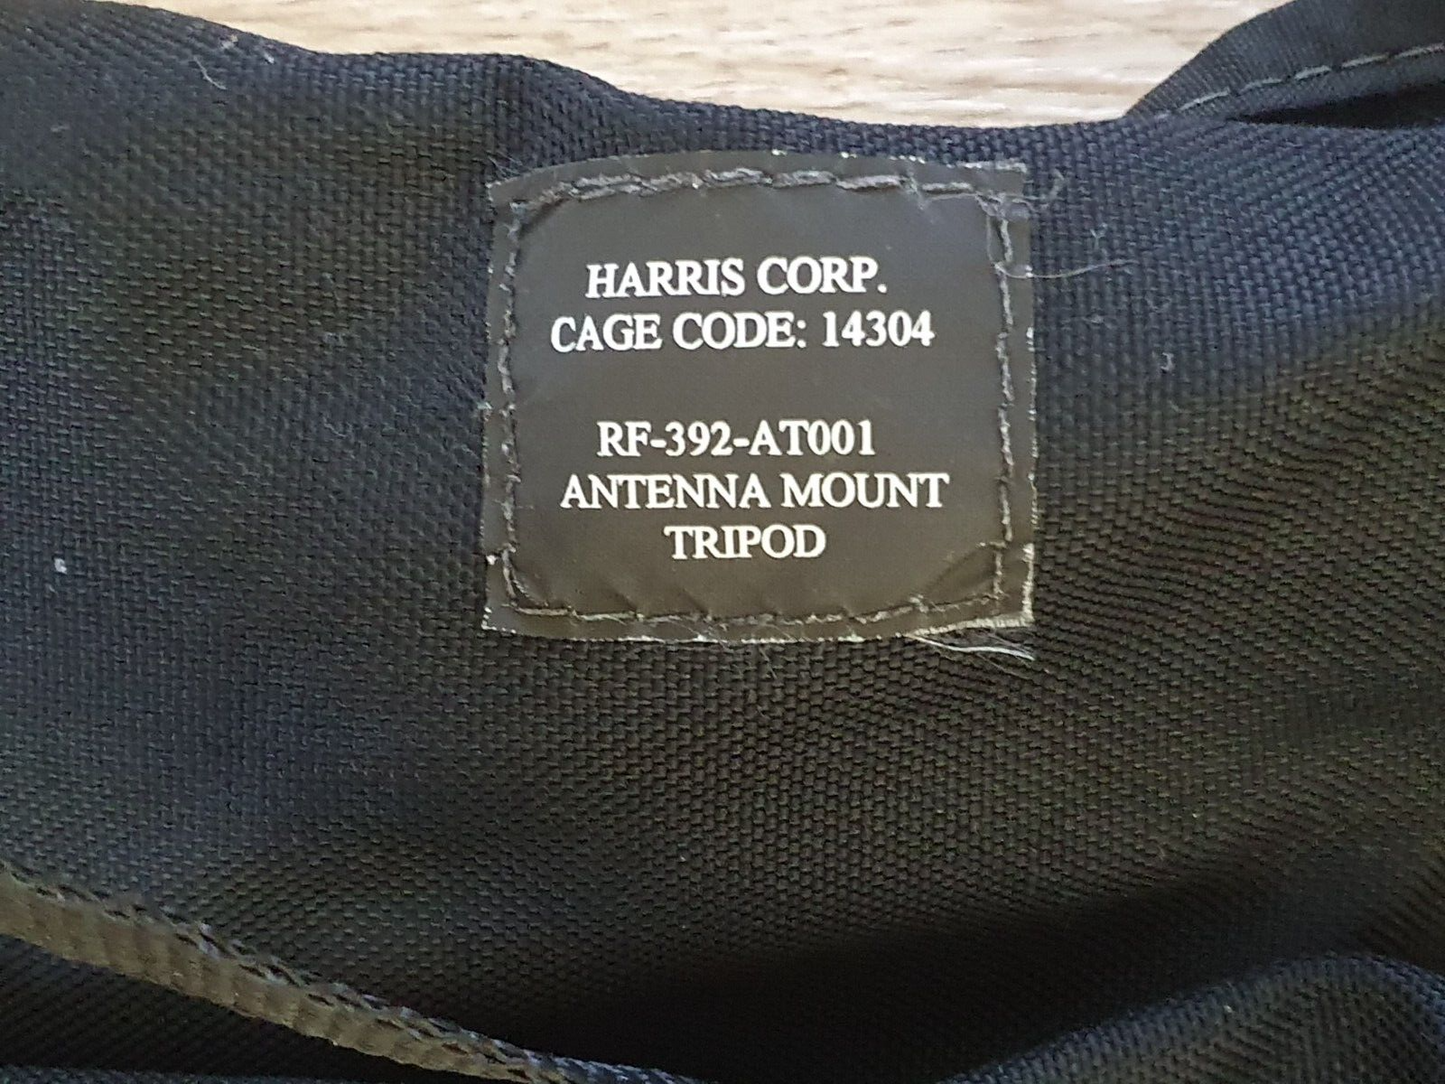 HARRIS CORP.
CAGE CODE: 14304
RF-392-AT001
ANTENNA MOUNT
TRIPOD